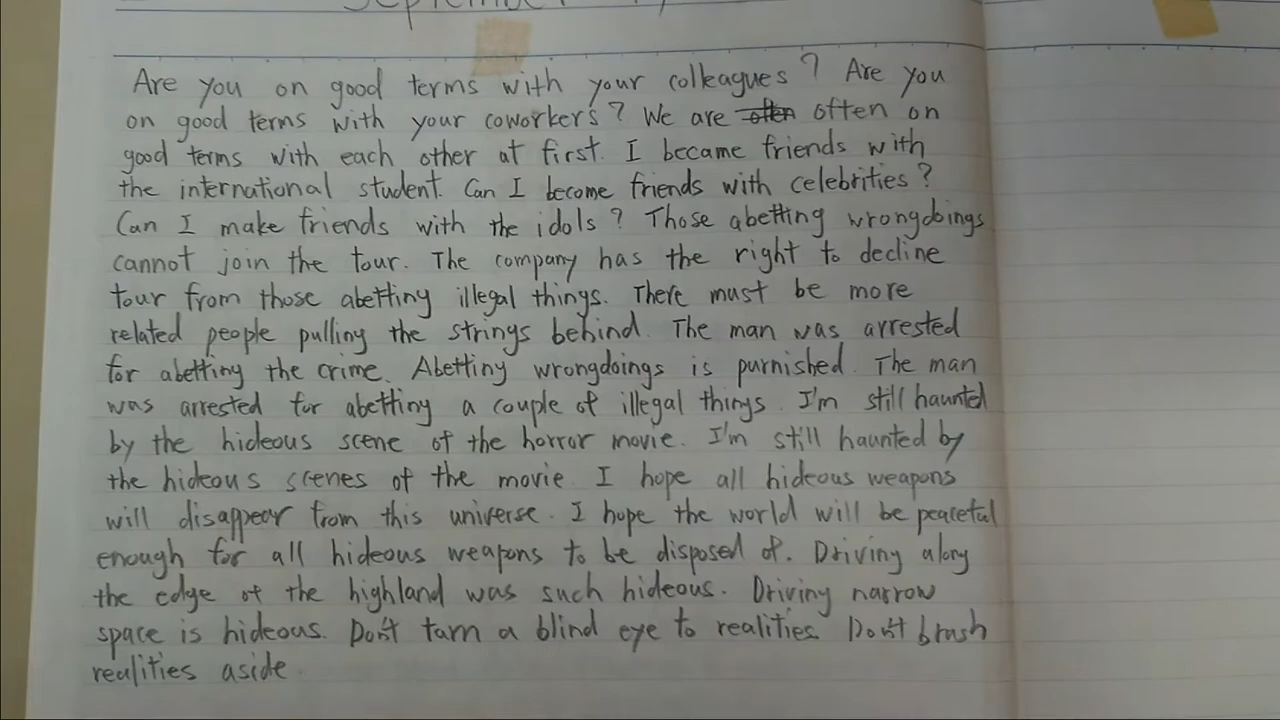 September
Are you on good terms with your colleagues? Are you
on good terms with your coworkers? We are often often on
good terms with each other at first. I became friends with
the international student. Can I become friends with celebrities?
Can I make friends with the idols? Those abetting wrongdoings
cannot join the tour. The company has the right to decline
tour from those abetting illegal things. There must be more
related people pulling the strings behind. The man was arrested
for abetting the crime. Abetting wrongdoings is purnished. The man
was arrested for abetting a couple of illegal things. I'm still haunted
by the hideous scene of the horror movie. I'm still haunted by
the hideous scenes of the movie. I hope all hideous weapons
will disappear from this universe. I hope the world will be peaceful
enough for all hideous weapons to be disposed of. Driving along
the edge of the highland was such hideous. Driving narrow
space is hideous. Don't turn a blind eye to realities. Don't brush
realities aside.